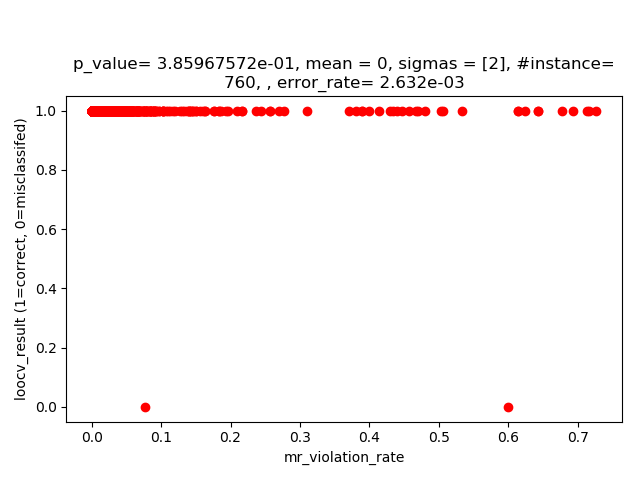 p_value= 3.85967572e-01, mean = 0, sigmas = [2], #instance=
760, , error_rate= 2.632e-03
1.0
0.8
0.6
0.4
0.2
0.0
loocv_result (1=correct, 0=misclassifed)
0.0 0.1 0.2 0.3 0.4 0.5 0.6 0.7
mr_violation_rate